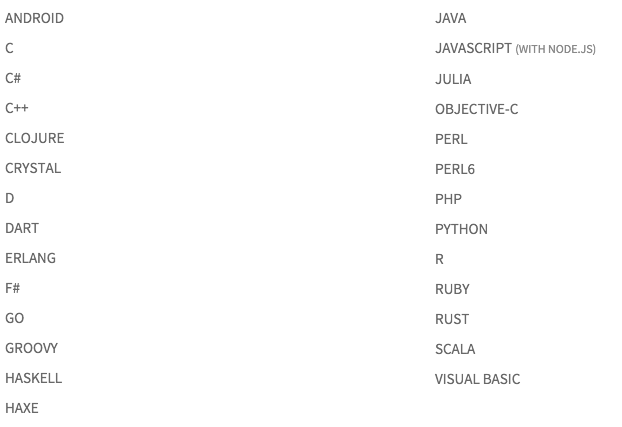 ANDROID
C
C#
C++
CLOJURE
CRYSTAL
D
DART
ERLANG
F#
GO
GROOVY
HASKELL
HAXE
JAVA
JAVASCRIPT (WITH NODE.JS)
JULIA
OBJECTIVE-C
PERL
PERL6
PHP
PYTHON
R
RUBY
RUST
SCALA
VISUAL BASIC